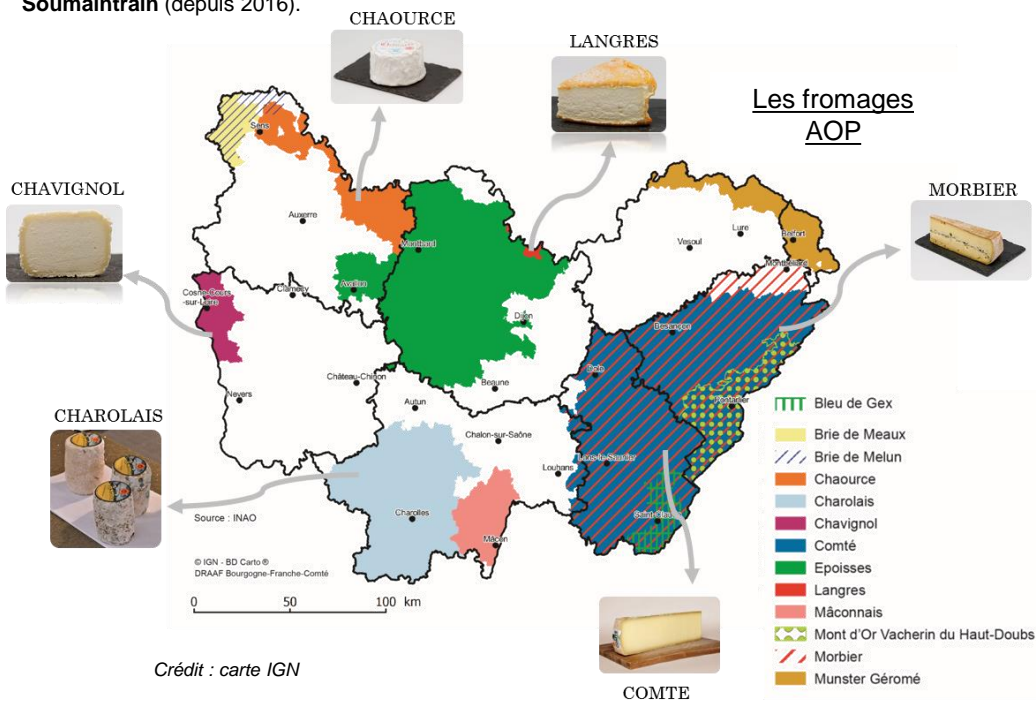 Soumaintrain (depuis 2016).
CHAOURCE
LANGRES
Les fromages
AOP
CHAVIGNOL
MORBIER
Sens
Auxerre
Montbard
Vesoul
Lure
Belfort
Montbéliard
Cosne-Cours
-sur-Loire
Clamecy
Avallon
Dijon
Besançon
Dole
Château-Chinon
Beaune
Nevers
Autun
Pontarlier
CHAROLAIS
Chalon-sur-Saône
Louhans
Lons-le-Saunier
Charolles
Saint-Claude
Mâcon
Source : INAO
© IGN - BD Carto ®
DRAAF Bourgogne-Franche-Comté
0 50 100 km
Bleu de Gex
Brie de Meaux
Brie de Melun
Chaource
Charolais
Chavignol
Comté
Epoisses
Langres
Mâconnais
Mont d'Or Vacherin du Haut-Doubs
Morbier
Munster Géromé
Crédit : carte IGN
COMTE